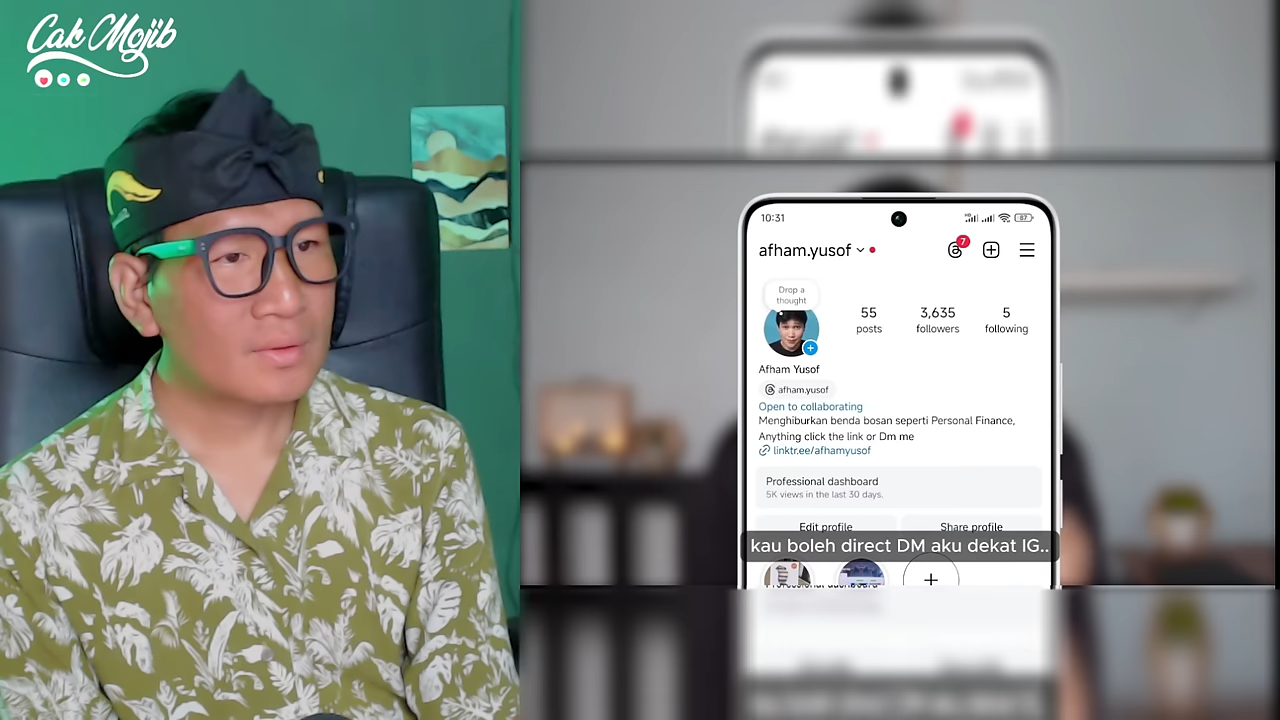 Cak Mojib
10:31
87
afham.yusof
7
Drop a
thought
55
3,635
5
posts
followers
following
Afham Yusof
afham.yusof
Open to collaborating
Menghiburkan benda bosan seperti Personal Finance,
Anything click the link or Dm me
linktr.ee/afhamyusof
Professional dashboard
5K views in the last 30 days.
Edit profile
Share profile
kau boleh direct DM aku dekat IG..